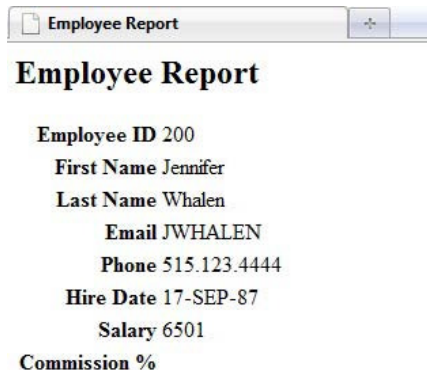 Employee Report
Employee Report
Employee ID 200
First Name Jennifer
Last Name Whalen
Email JWHALEN
Phone 515.123.4444
Hire Date 17-SEP-87
Salary 6501
Commission %